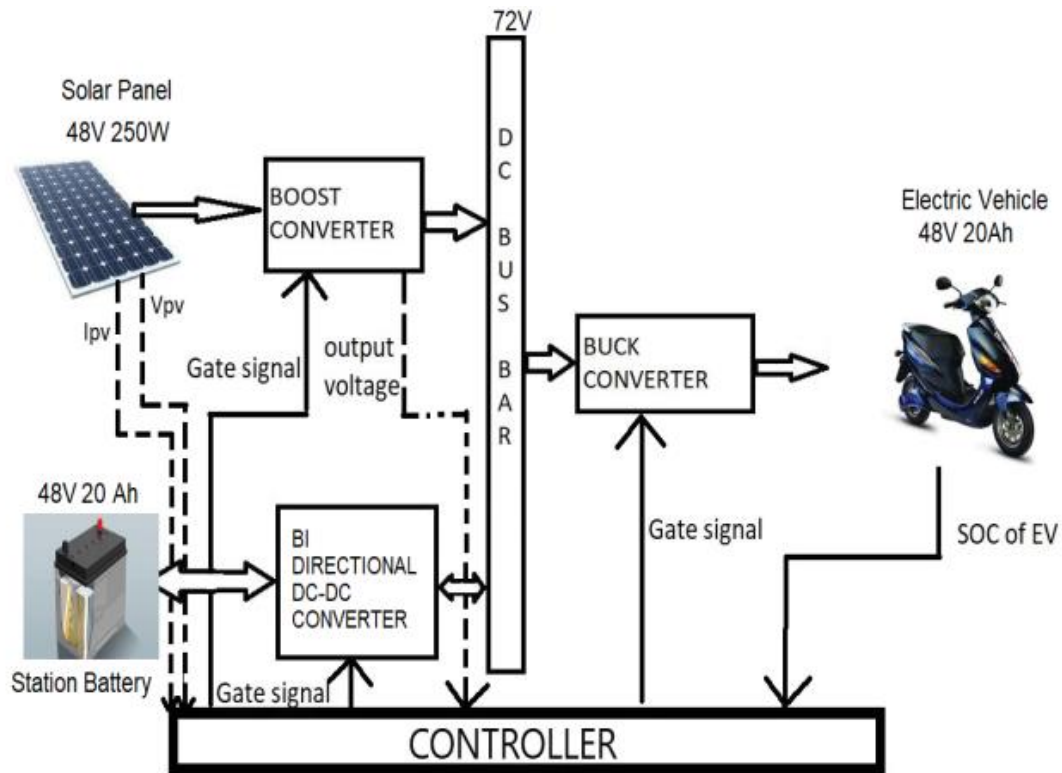 72V
Solar Panel
48V 250W
BOOST
CONVERTER
D
C
B
U
S
B
A
R
Electric Vehicle
48V 20Ah
Ipv
Vpv
Gate signal
output
voltage
BUCK
CONVERTER
48V 20 Ah
BI
DIRECTIONAL
DC-DC
CONVERTER
Gate signal
SOC of EV
Station Battery
Gate signal
CONTROLLER